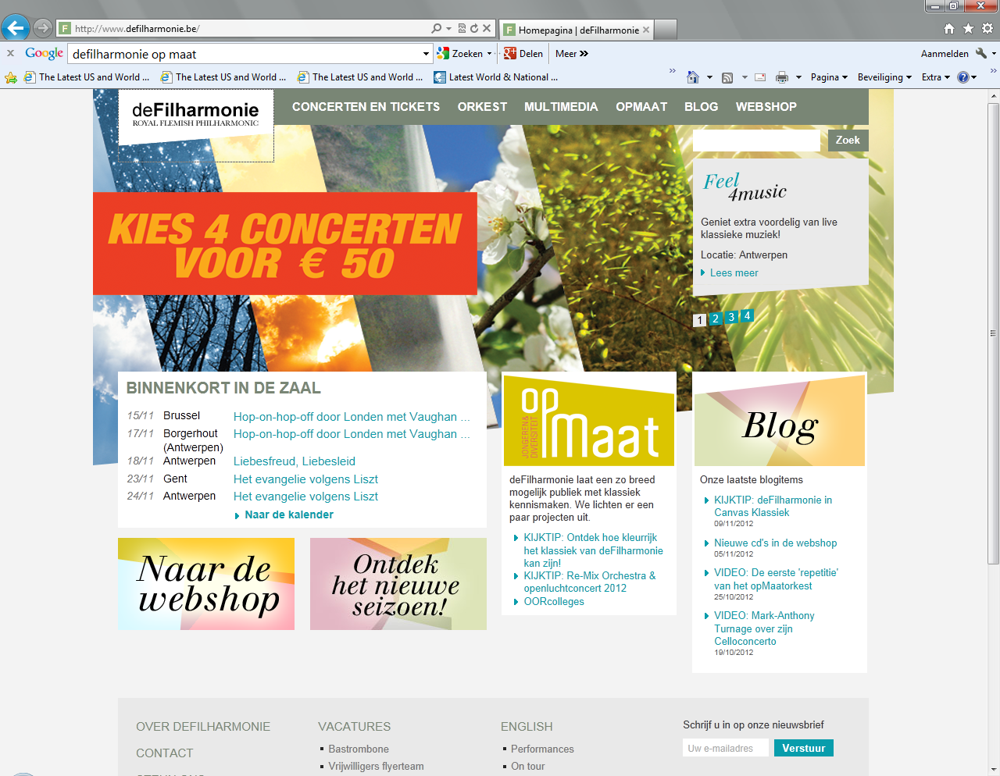 http://www.defilharmonie.be/
Homepagina | deFilharmonie
Google
defilharmonie op maat
Zoeken
Delen
Meer
Aanmelden
The Latest US and World ...
The Latest US and World ...
The Latest US and World ...
Latest World & National ...
Pagina
Beveiliging
Extra
deFilharmonie
ROYAL FLEMISH PHILHARMONIC
CONCERTEN EN TICKETS
ORKEST
MULTIMEDIA
OPMAAT
BLOG
WEBSHOP
Zoek
KIES 4 CONCERTEN
VOOR € 50
Feel
4music
Geniet extra voordelig van live
klassieke muziek!
Locatie: Antwerpen
Lees meer
1 2 3 4
BINNENKORT IN DE ZAAL
15/11 Brussel Hop-on-hop-off door Londen met Vaughan ...
17/11 Borgerhout Hop-on-hop-off door Londen met Vaughan ...
(Antwerpen)
18/11 Antwerpen Liebesfreud, Liebesleid
23/11 Gent Het evangelie volgens Liszt
24/11 Antwerpen Het evangelie volgens Liszt
Naar de kalender
Naar de
webshop
Ontdek
het nieuwe
seizoen!
JONGEREN &
DIVERSITEIT
op
Maat
deFilharmonie laat een zo breed
mogelijk publiek met klassiek
kennismaken. We lichten er een
paar projecten uit.
KIJKTIP: Ontdek hoe kleurrijk
het klassiek van deFilharmonie
kan zijn!
KIJKTIP: Re-Mix Orchestra &
openluchtconcert 2012
OORcolleges
Blog
Onze laatste blogitems
KIJKTIP: deFilharmonie in
Canvas Klassiek
09/11/2012
Nieuwe cd's in de webshop
05/11/2012
VIDEO: De eerste 'repetitie'
van het opMaatorkest
25/10/2012
VIDEO: Mark-Anthony
Turnage over zijn
Celloconcerto
19/10/2012
OVER DEFILHARMONIE
CONTACT
VACATURES
Bastrombone
Vrijwilligers flyerteam
ENGLISH
Performances
On tour
Schrijf u in op onze nieuwsbrief
Uw e-mailadres
Verstuur